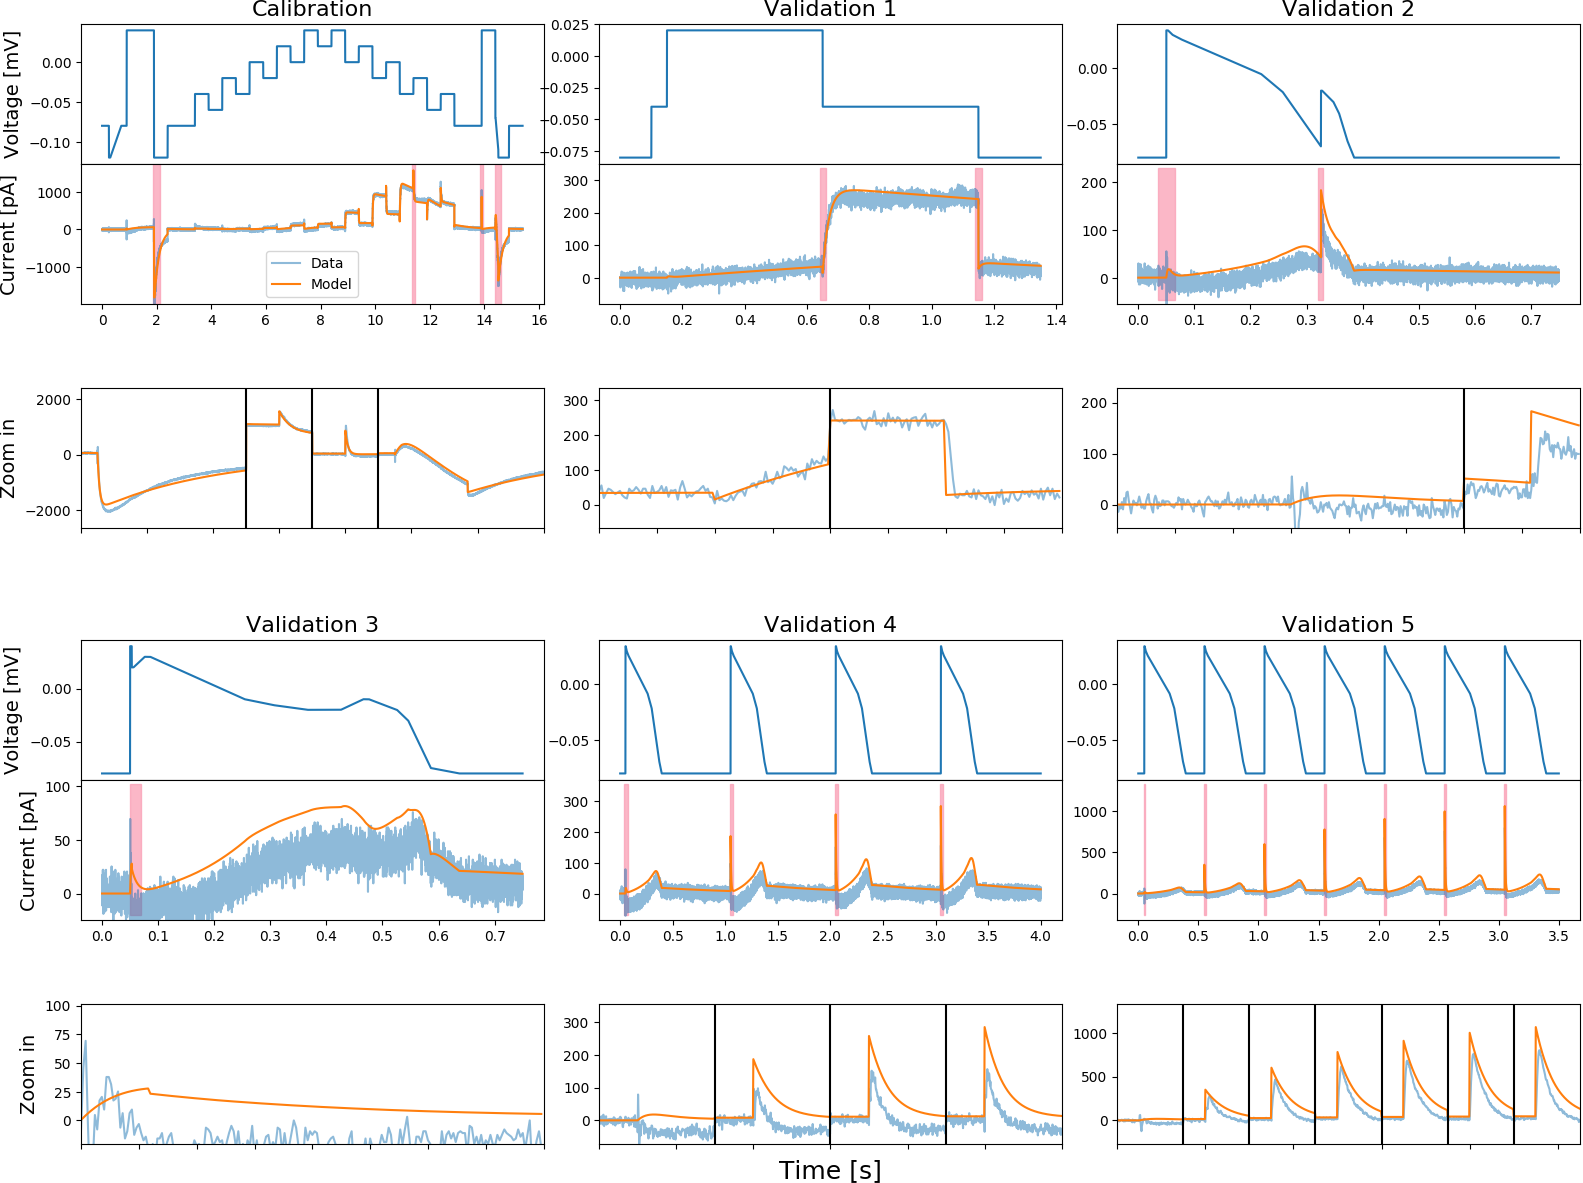 Calibration
Validation 1
Validation 2
Voltage [mV]
0.00
−0.05
−0.10
0.025
0.000
−0.025
−0.050
−0.075
0.00
−0.05
Current [pA]
1000
0
−1000
Data
Model
300
200
100
0
200
100
0
0 2 4 6 8 10 12 14 16
0.0 0.2 0.4 0.6 0.8 1.0 1.2 1.4
0.0 0.1 0.2 0.3 0.4 0.5 0.6 0.7
Zoom in
2000
0
−2000
300
200
100
0
200
100
0
Validation 3
Validation 4
Validation 5
Voltage [mV]
0.00
−0.05
0.00
−0.05
0.00
−0.05
Current [pA]
100
50
0
300
200
100
0
1000
500
0
0.0 0.1 0.2 0.3 0.4 0.5 0.6 0.7
0.0 0.5 1.0 1.5 2.0 2.5 3.0 3.5 4.0
0.0 0.5 1.0 1.5 2.0 2.5 3.0 3.5
Zoom in
100
75
50
25
0
300
200
100
0
1000
500
0
Time [s]